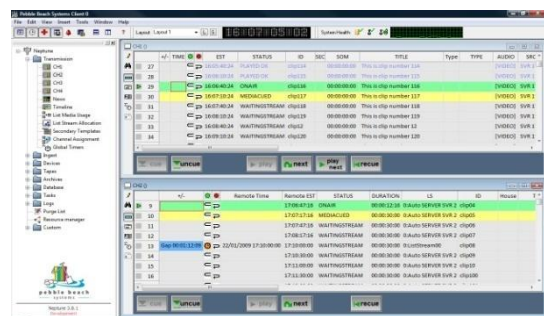 Pebble Beach Systems Client 0
File Edit View Insert Tools Window Help
Layout Layout 1 16:07:05:02 System Health
Neptune
Transmission
CH1
CH2
CH3
CH4
News
Timeline
List Media Usage
List Stream Allocation
Secondary Templates
Channel Assignment
Global Timers
Ingest
Devices
Tapes
Archives
Database
Tasks
Logs
Purge List
Resource manager
Custom
pebble beach
systems
Neptune
CH1 0
+/- TIME EST STATUS ID SEC SOM TITLE Type TYPE AUDIO SRC
27 16:05:40:24 PLAYED OK This is clip number 114 [VIDEO] SVR 1
28 PLAYED OK This is clip number 115 [VIDEO] SVR 1
29 16:06:40:24 ONAIR clip116 00:00:00:00 This is clip number 116 [VIDEO] SVR 1
30 16:07:10:24 MEDIACUED clip117 00:00:00:00 This is clip number 117 [VIDEO] SVR 1
31 16:07:40:24 WAITINGSTREAM clip118 00:00:00:00 This is clip number 118 [VIDEO] SVR 1
32 16:08:10:24 WAITINGSTREAM clip119 00:00:00:00 This is clip number 119 [VIDEO] SVR 1
33 16:08:40:24 WAITINGSTREAM clip12 00:00:00:00 This is clip number 12 [VIDEO] SVR 1
34 16:09:10:24 WAITINGSTREAM clip120 00:00:00:00 This is clip number 120 [VIDEO] SVR 1
cue uncue play next play next recue
+/- Remote Time Remote EST STATUS DURATION LS ID House
9 17:06:47:16 ONAIR 00:00:12:16 0:Auto SERVER SVR 2 clip04
10 17:07:17:16 MEDIACUED 00:00:30:00 0:Auto SERVER SVR 2 clip05
11 17:07:47:16 WAITINGSTREAM 00:00:30:00 0:Auto SERVER SVR 2 clip06
12 17:08:17:16 WAITINGSTREAM 00:00:30:00 0:Auto SERVER SVR 2 clip07
13 Gap 00:01:12:09 22/01/2009 17:10:00:00 17:10:00:00 WAITINGSTREAM 00:00:30:00 0:ListStream00 clip08
14 17:10:30:00 WAITINGSTREAM 00:00:30:00 0:Auto SERVER SVR 2 clip09
15 17:11:00:00 WAITINGSTREAM 00:00:30:00 0:Auto SERVER SVR 2
16 17:11:30:00 WAITINGSTREAM 00:00:30:00 0:Auto SERVER SVR 2 clip100
cue uncue play next recue